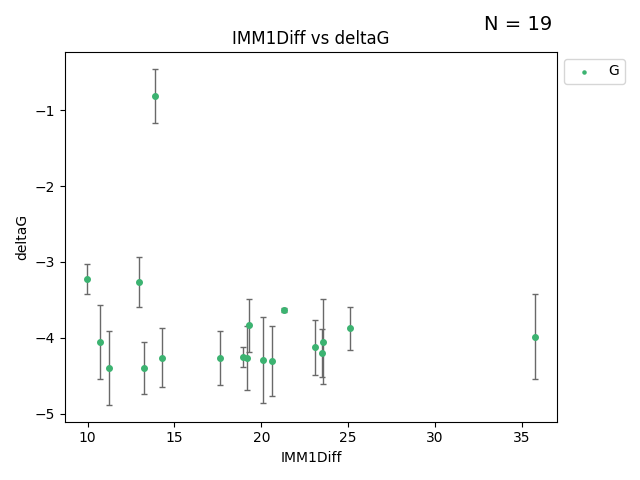 N = 19
IMM1Diff vs deltaG
G
deltaG
−1
−2
−3
−4
−5
10 15 20 25 30 35
IMM1Diff